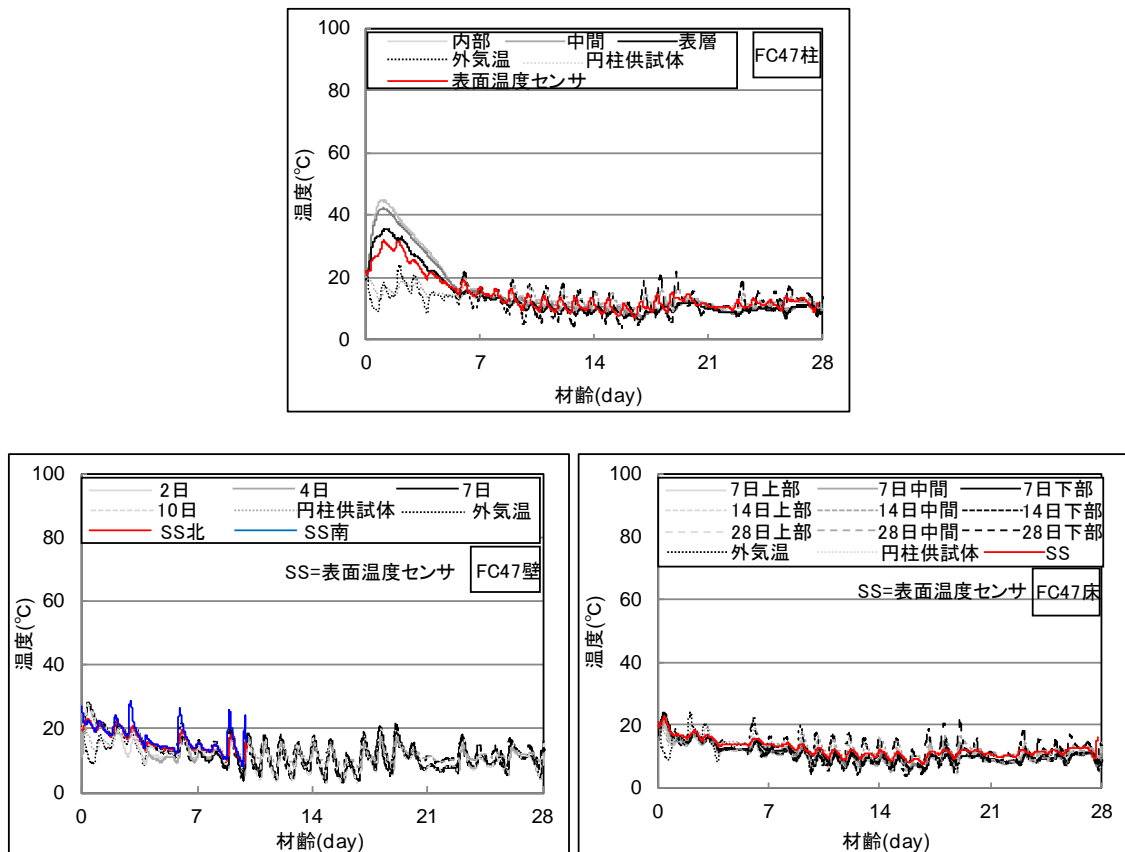 100
80
60
40
20
0
温度(℃)
内部 中間 表層
外気温 円柱供試体
表面温度センサ
FC47柱
0 7 14 21 28
材齢(day)
100
80
60
40
20
0
温度(℃)
2日 4日 7日
10日 円柱供試体 外気温
SS北 SS南
SS=表面温度センサ FC47壁
0 7 14 21 28
材齢(day)
100
80
60
40
20
0
温度(℃)
7日上部 7日中間 7日下部
14日上部 14日中間 14日下部
28日上部 28日中間 28日下部
外気温 円柱供試体 SS
SS=表面温度センサ FC47床
0 7 14 21 28
材齢(day)